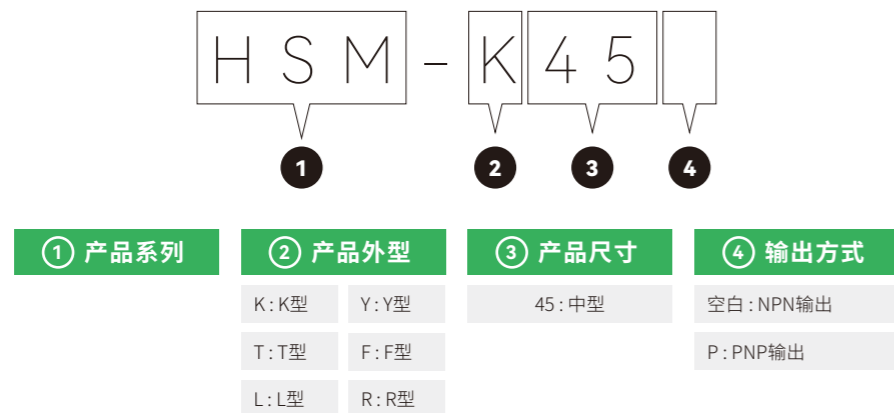 HSM-K45
1 2 3 4
① 产品系列 ② 产品外型 ③ 产品尺寸 ④ 输出方式
K : K型 Y : Y型 45 : 中型 空白 : NPN输出
T : T型 F : F型 P : PNP输出
L : L型 R : R型